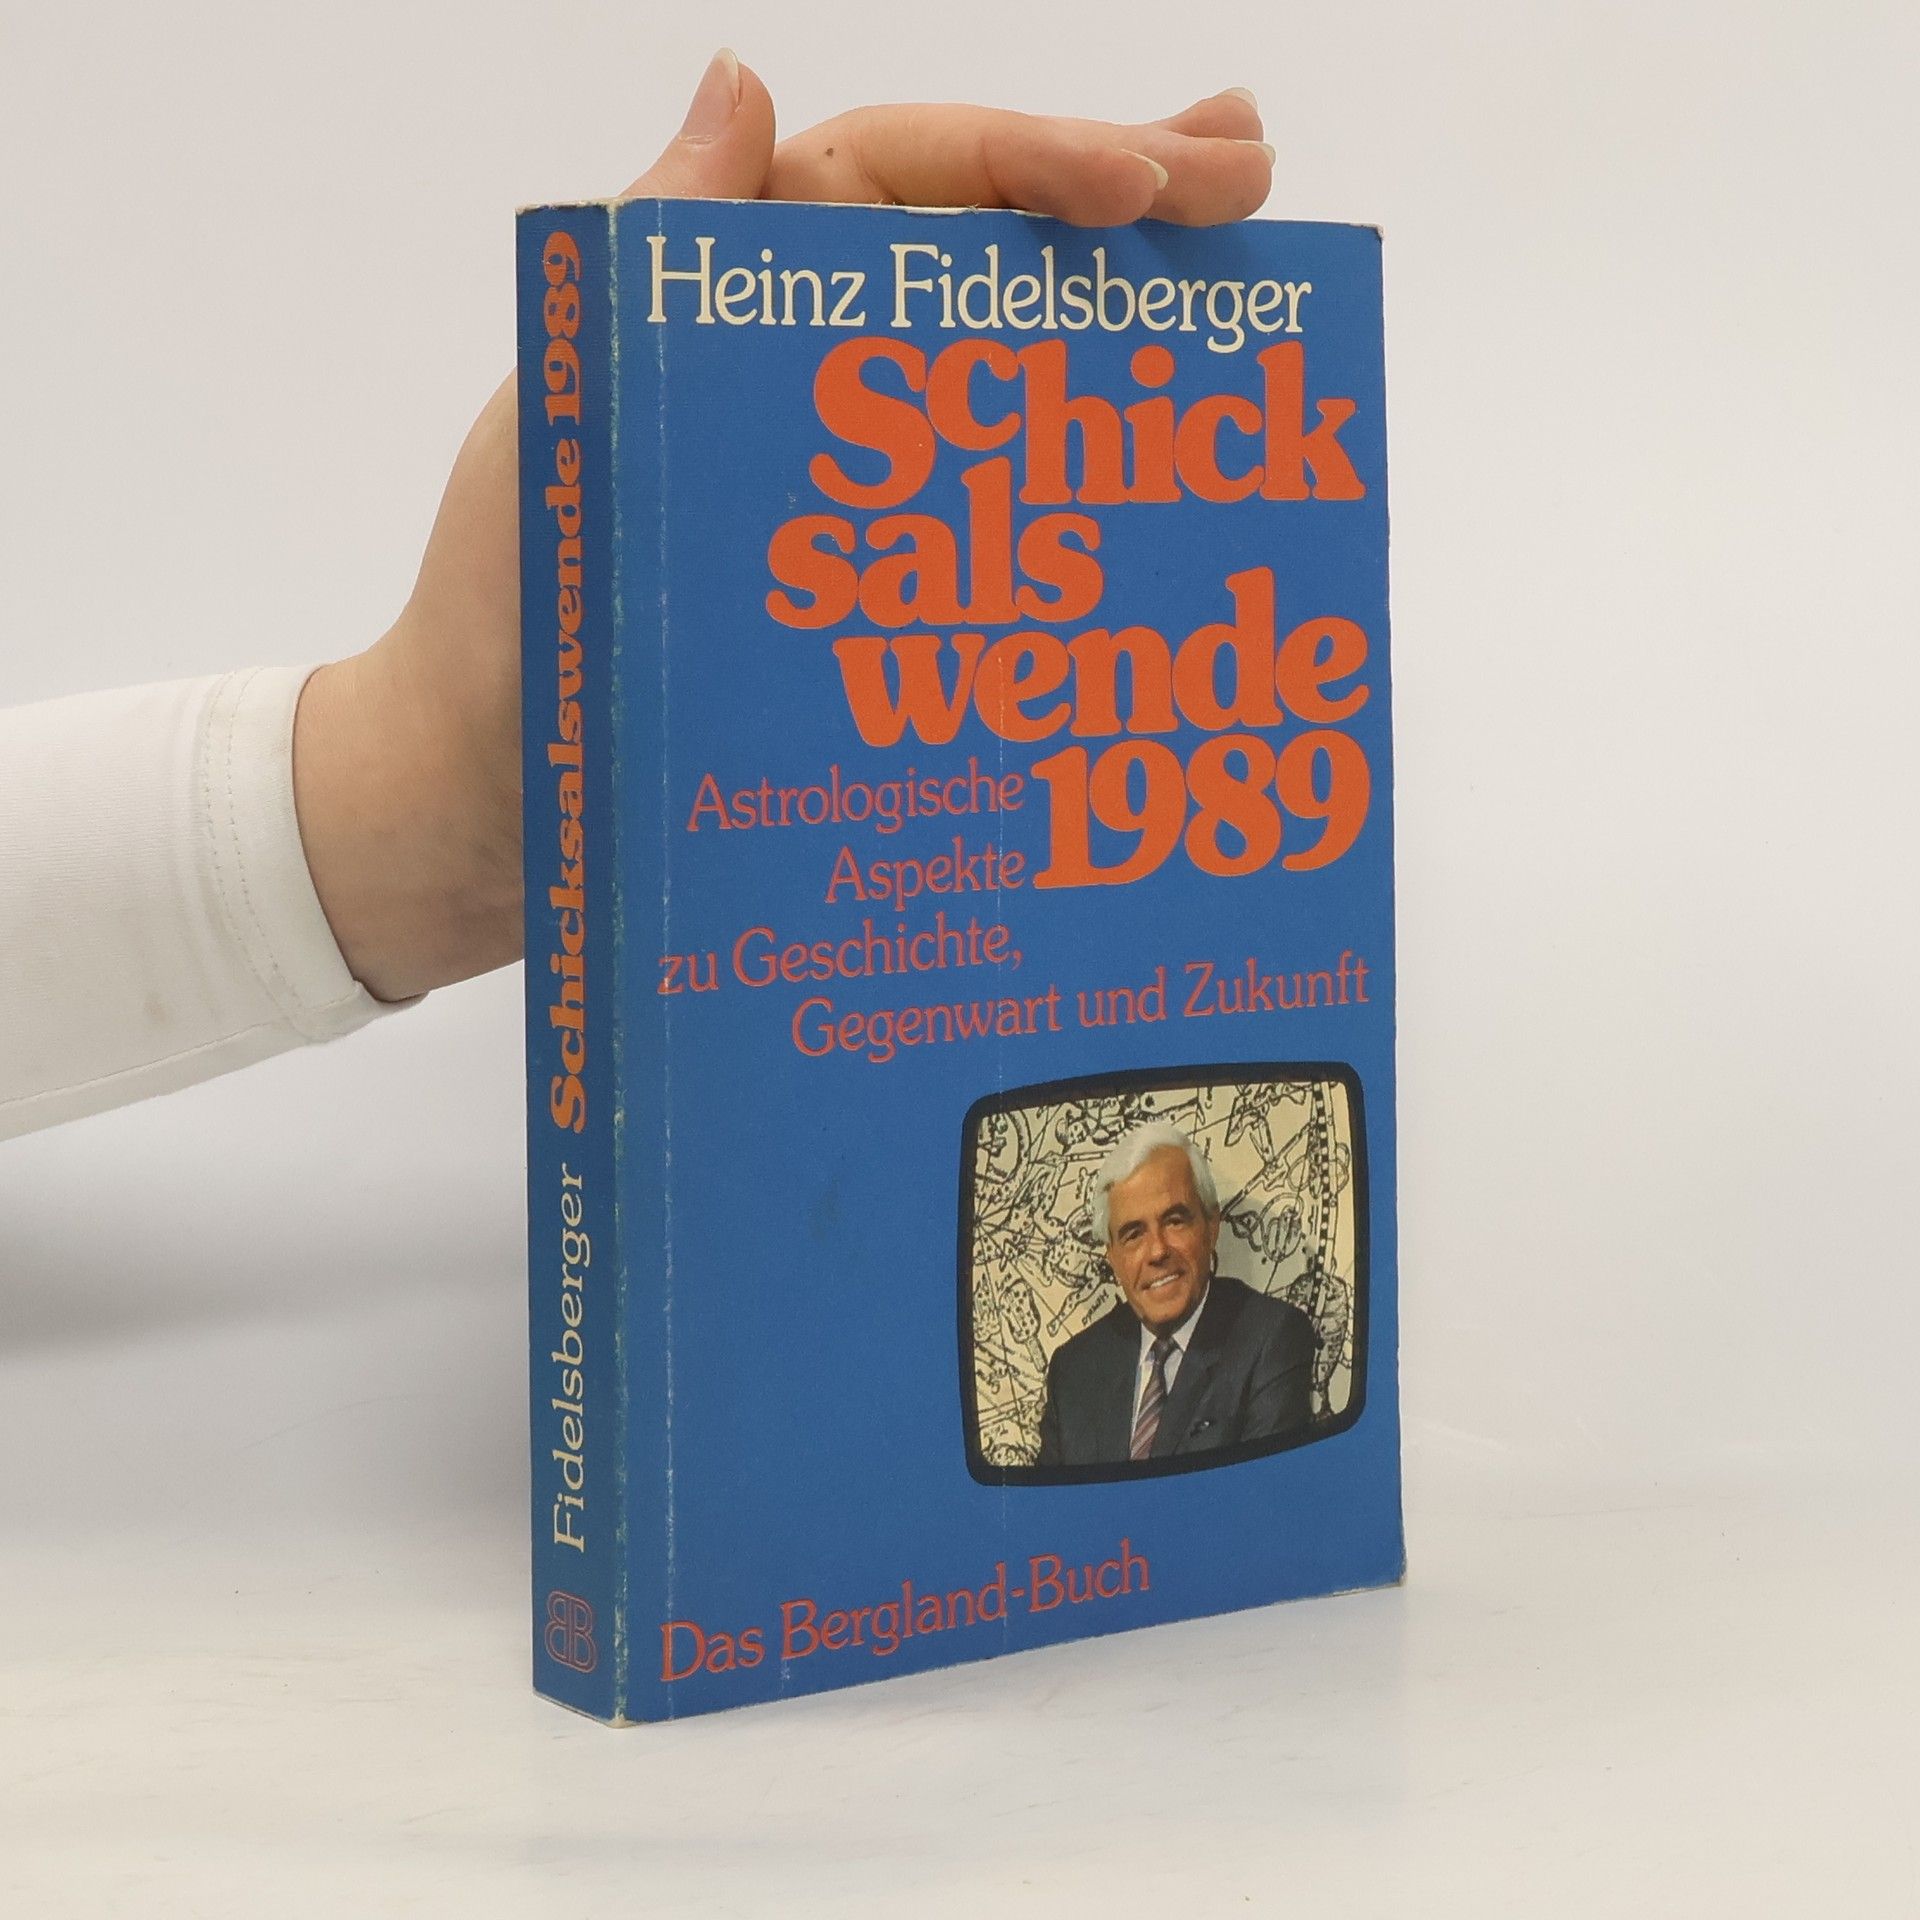 Heinz Fidelsberger
Schick
sals
wende
1989
Astrologische
Aspekte
zu Geschichte,
Gegenwart und Zukunft
Das Bergland-Buch
Fidelsberger Schicksalswende 1989
BB